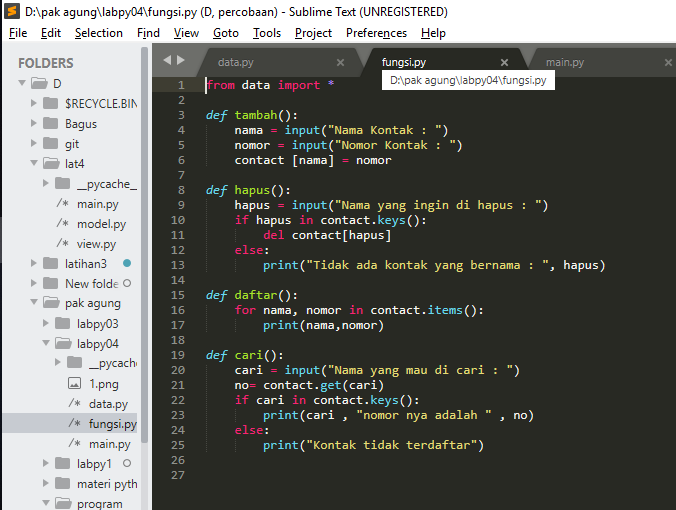 D:\pak agung\labpy04\fungsi.py (D, percobaan) - Sublime Text (UNREGISTERED)
File Edit Selection Find View Goto Tools Project Preferences Help
FOLDERS
D
$RECYCLE.BIN
Bagus
git
lat4
__pycache_
/* main.py
/* model.py
/* view.py
latihan3
New folde
pak agung
labpy03
labpy04
__pycach
1.png
/* data.py
/* fungsi.py
/* main.py
labpy1
materi pyth
program
data.py × fungsi.py × main.py ×
D:\pak agung\labpy04\fungsi.py
1 from data import *
2
3 def tambah():
4     nama = input("Nama Kontak : ")
5     nomor = input("Nomor Kontak : ")
6     contact [nama] = nomor
7
8 def hapus():
9     hapus = input("Nama yang ingin di hapus : ")
10     if hapus in contact.keys():
11         del contact[hapus]
12     else:
13         print("Tidak ada kontak yang bernama : ", hapus)
14
15 def daftar():
16     for nama, nomor in contact.items():
17         print(nama,nomor)
18
19 def cari():
20     cari = input("Nama yang mau di cari : ")
21     no= contact.get(cari)
22     if cari in contact.keys():
23         print(cari , "nomor nya adalah " , no)
24     else:
25         print("Kontak tidak terdaftar")
26
27